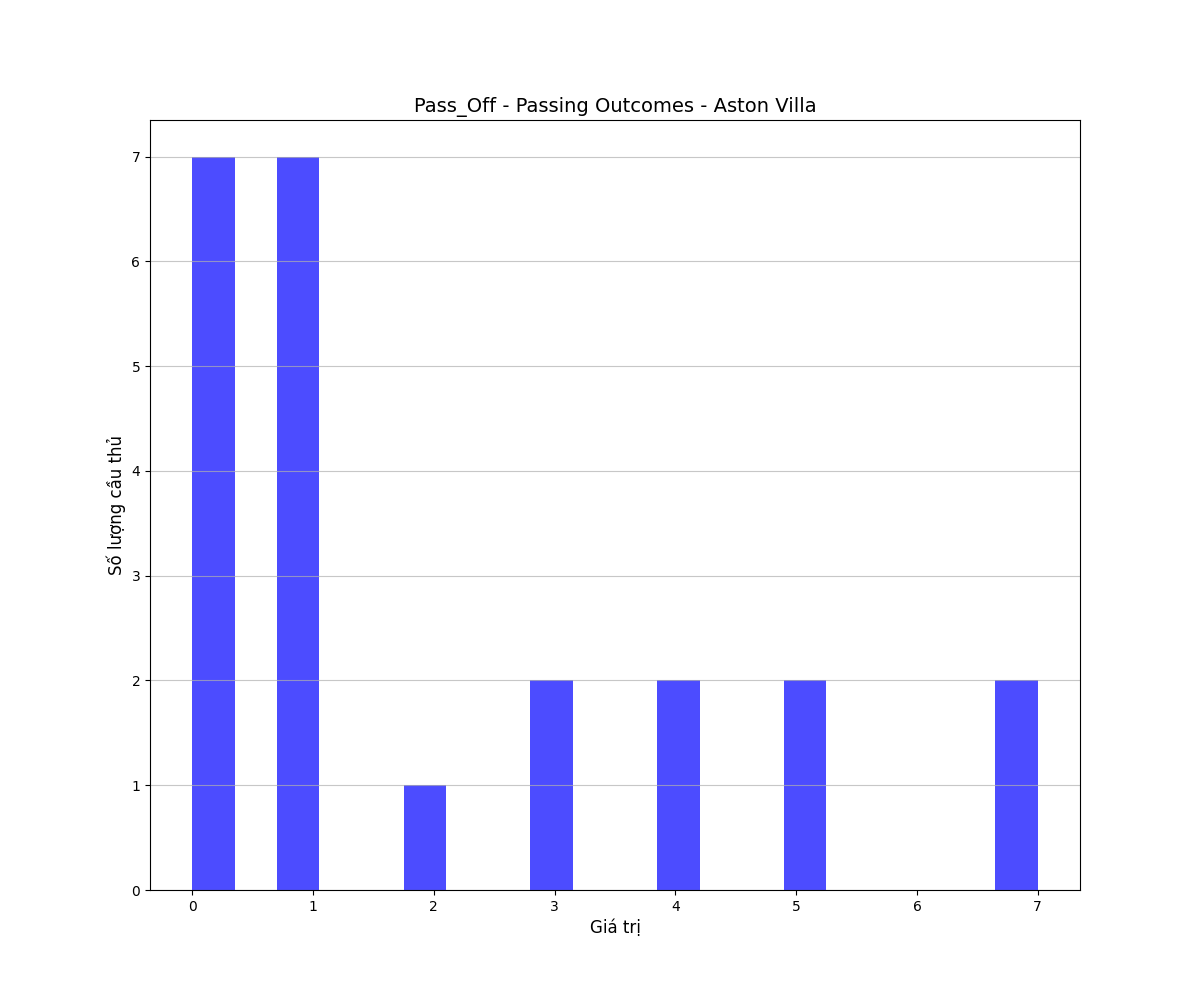 Pass_Off - Passing Outcomes - Aston Villa
7
6
5
4
3
2
1
0
Số lượng cầu thủ
0 1 2 3 4 5 6 7
Giá trị